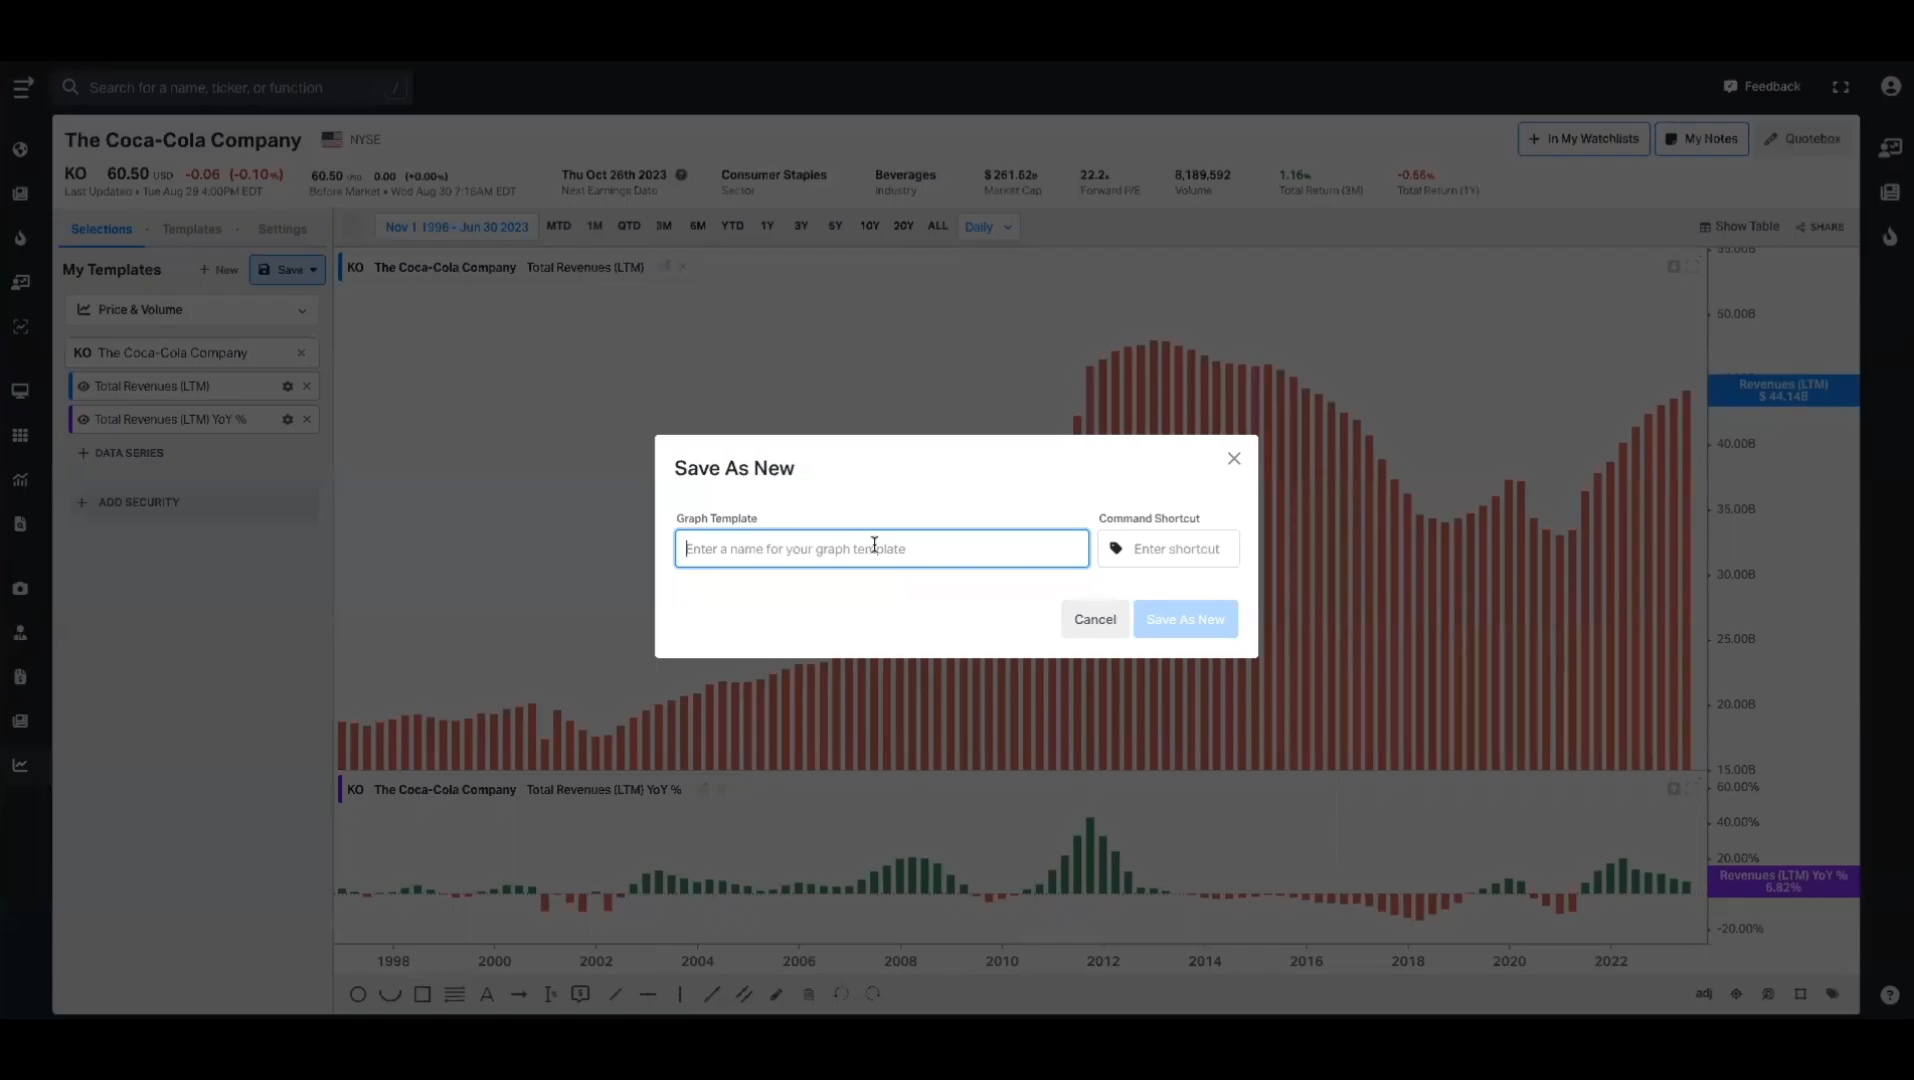 Search for a name, ticker, or function /
Feedback
The Coca-Cola Company NYSE
+ In My Watchlists
My Notes
Quotebox
KO 60.50 USD -0.06 (-0.10%)
Last Updated • Tue Aug 29 4:00PM EDT
60.50 USD 0.00 (+0.00%)
Before Market • Wed Aug 30 7:16AM EDT
Thu Oct 26th 2023
Next Earnings Date
Consumer Staples
Sector
Beverages
Industry
$ 261.62B
Market Cap
22.2x
Forward P/E
8,189,592
Volume
1.16%
Total Return (3M)
-0.66%
Total Return (1Y)
Selections · Templates · Settings
Nov 1 1996 - Jun 30 2023 MTD 1M QTD 3M 6M YTD 1Y 3Y 5Y 10Y 20Y ALL Daily
Show Table SHARE
My Templates + New Save
Price & Volume
KO The Coca-Cola Company
Total Revenues (LTM)
Total Revenues (LTM) YoY %
+ DATA SERIES
+ ADD SECURITY
KO The Coca-Cola Company Total Revenues (LTM)
55.00B
50.00B
Revenues (LTM)
$ 44.14B
40.00B
35.00B
30.00B
25.00B
20.00B
15.00B
Save As New
Graph Template
Command Shortcut
Enter a name for your graph template
Enter shortcut
Cancel
Save As New
KO The Coca-Cola Company Total Revenues (LTM) YoY %
60.00%
40.00%
20.00%
Revenues (LTM) YoY %
6.82%
-20.00%
1998 2000 2002 2004 2006 2008 2010 2012 2014 2016 2018 2020 2022
A
adj
?